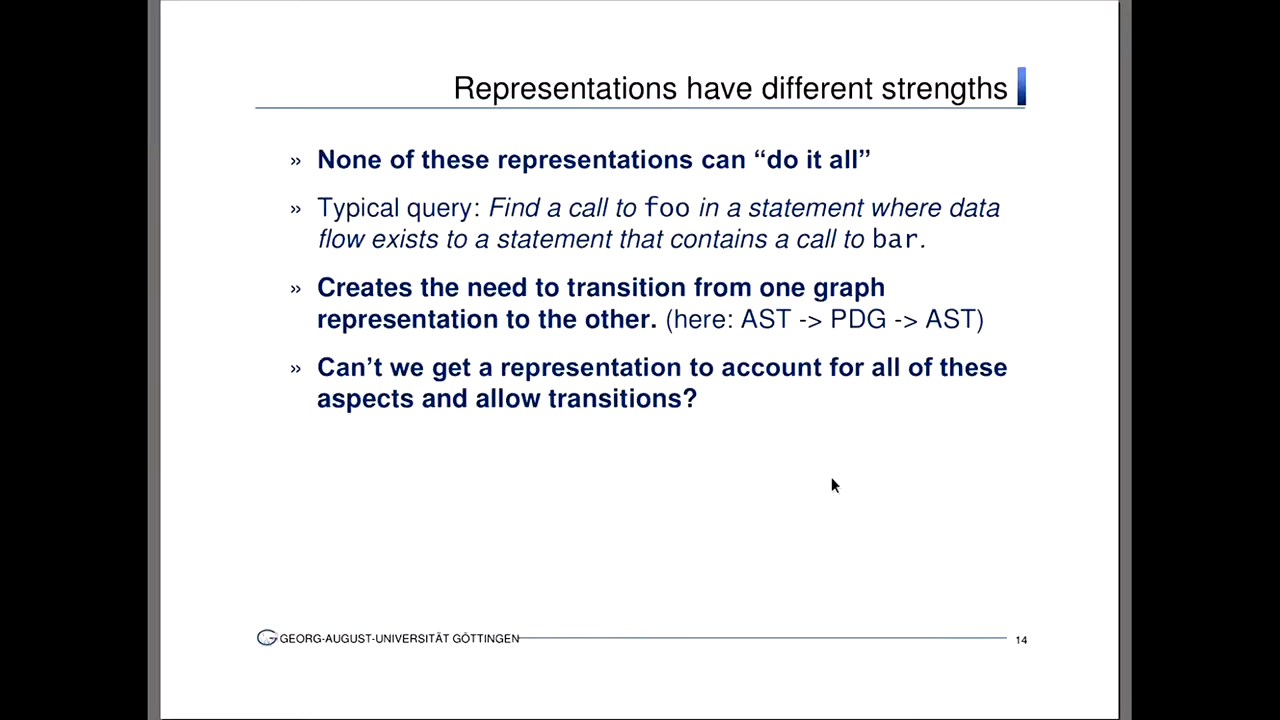 Representations have different strengths
» None of these representations can “do it all”
» Typical query: Find a call to foo in a statement where data
flow exists to a statement that contains a call to bar.
» Creates the need to transition from one graph
representation to the other. (here: AST -> PDG -> AST)
» Can’t we get a representation to account for all of these
aspects and allow transitions?
GEORG-AUGUST-UNIVERSITÄT GÖTTINGEN
14